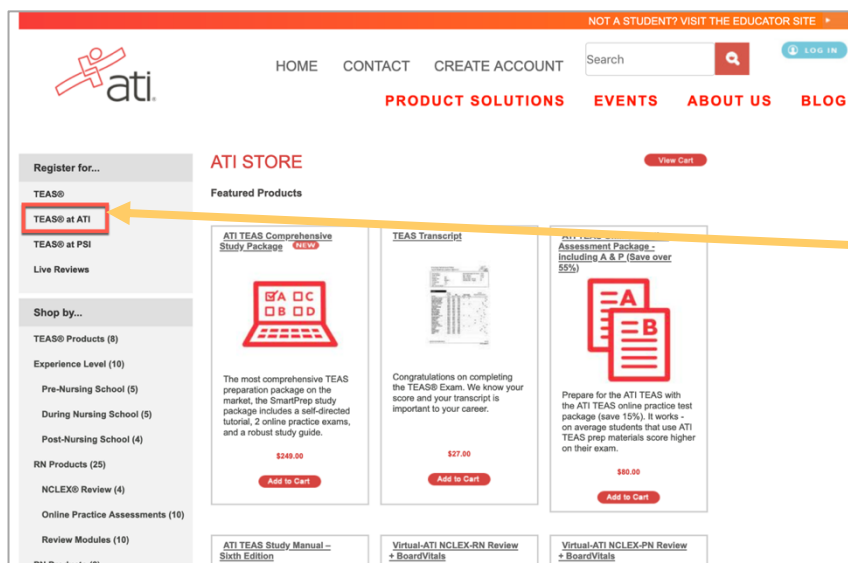 NOT A STUDENT? VISIT THE EDUCATOR SITE
ati
HOME CONTACT CREATE ACCOUNT
Search
LOG IN
PRODUCT SOLUTIONS EVENTS ABOUT US BLOG
Register for...
TEAS®
TEAS® at ATI
TEAS® at PSI
Live Reviews
Shop by...
TEAS® Products (8)
Experience Level (10)
Pre-Nursing School (5)
During Nursing School (5)
Post-Nursing School (4)
RN Products (25)
NCLEX® Review (4)
Online Practice Assessments (10)
Review Modules (10)
ATI STORE
View Cart
Featured Products
ATI TEAS Comprehensive
Study Package NEW
A C
B D
The most comprehensive TEAS
preparation package on the
market, the SmartPrep study
package includes a self-directed
tutorial, 2 online practice exams,
and a robust study guide.
$249.00
Add to Cart
TEAS Transcript
Congratulations on completing
the TEAS® Exam. We know your
score and your transcript is
important to your career.
$27.00
Add to Cart
ATI TEAS
Assessment Package -
including A & P (Save over
55%)
A
B
Prepare for the ATI TEAS with
the ATI TEAS online practice test
package (save 15%). It works -
on average students that use ATI
TEAS prep materials score higher
on their exam.
$80.00
Add to Cart
ATI TEAS Study Manual –
Sixth Edition
Virtual-ATI NCLEX-RN Review
+ BoardVitals
Virtual-ATI NCLEX-PN Review
+ BoardVitals